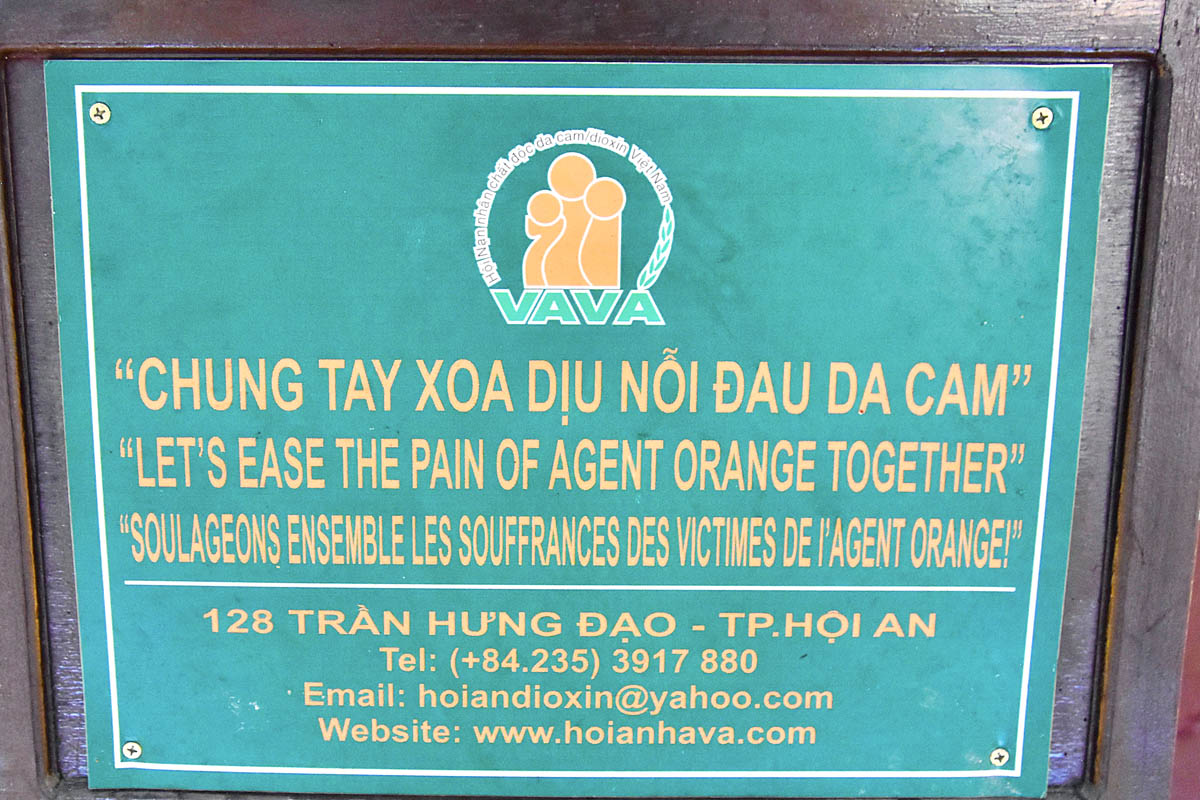 Hội Nạn nhân chất độc da cam/dioxin Việt Nam
VAVA
“CHUNG TAY XOA DỊU NỖI ĐAU DA CAM”
“LET’S EASE THE PAIN OF AGENT ORANGE TOGETHER”
“SOULAGEONS ENSEMBLE LES SOUFFRANCES DES VICTIMES DE l’AGENT ORANGE!”
128 TRẦN HƯNG ĐẠO - TP.HỘI AN
Tel: (+84.235) 3917 880
Email: hoiandioxin@yahoo.com
Website: www.hoianhava.com